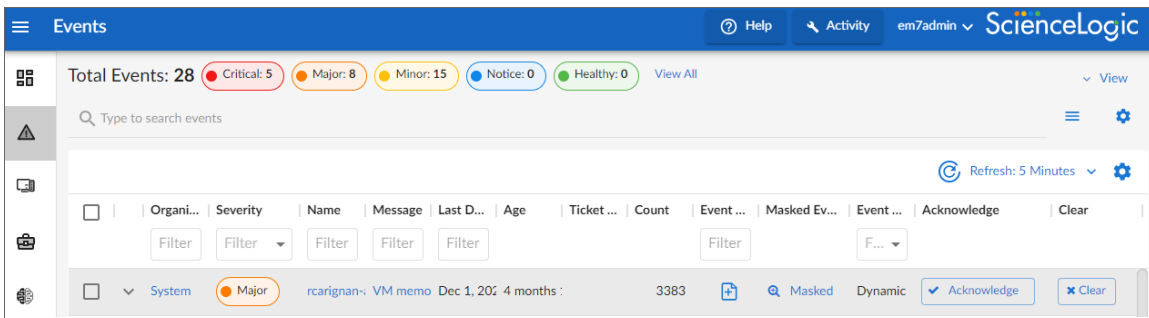 Events
Help
Activity
em7admin
ScienceLogic
Total Events: 28
Critical: 5
Major: 8
Minor: 15
Notice: 0
Healthy: 0
View All
View
Type to search events
Refresh: 5 Minutes
Organi... Severity Name Message Last D... Age Ticket ... Count Event ... Masked Ev... Event ... Acknowledge Clear
Filter Filter Filter Filter Filter Filter F...
System Major rcarignan- VM memo Dec 1, 202 4 months 3383 Masked Dynamic Acknowledge Clear